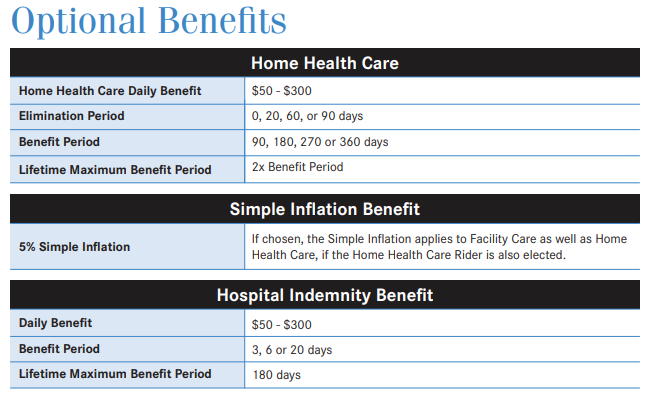 Optional Benefits
Home Health Care
Home Health Care Daily Benefit $50 - $300
Elimination Period 0, 20, 60, or 90 days
Benefit Period 90, 180, 270 or 360 days
Lifetime Maximum Benefit Period 2x Benefit Period
Simple Inflation Benefit
5% Simple Inflation If chosen, the Simple Inflation applies to Facility Care as well as Home
Health Care, if the Home Health Care Rider is also elected.
Hospital Indemnity Benefit
Daily Benefit $50 - $300
Benefit Period 3, 6 or 20 days
Lifetime Maximum Benefit Period 180 days